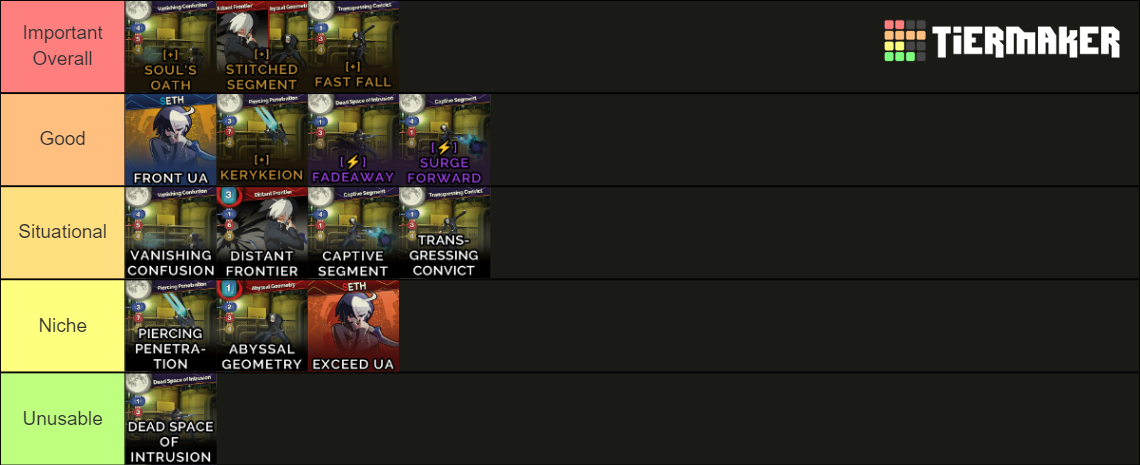 Important
Overall
Vanishing Confusion
4
5
4
[+]
SOUL'S
OATH
Distant Frontier
Abyssal Geometry
[+]
STITCHED
SEGMENT
Transgressing Convict
1
3
[+]
FAST FALL
TIERMAKER
Good
SETH
FRONT UA
Piercing Penetration
3
7
[+]
KERYKEION
Dead Space of Intrusion
1
3
[⚡]
FADEAWAY
Captive Segment
4
1
[⚡]
SURGE
FORWARD
Situational
Vanishing Confusion
4
5
4
VANISHING
CONFUSION
3
Distant Frontier
1
6
3
DISTANT
FRONTIER
Captive Segment
4
1
CAPTIVE
SEGMENT
Transgressing Convict
1
3
TRANS-
GRESSING
CONVICT
Niche
Piercing Penetration
3
7
PIERCING
PENETRA-
TION
1
Abyssal Geometry
2
3
4
ABYSSAL
GEOMETRY
SETH
EXCEED UA
Unusable
Dead Space of Intrusion
1
3
DEAD SPACE
OF
INTRUSION